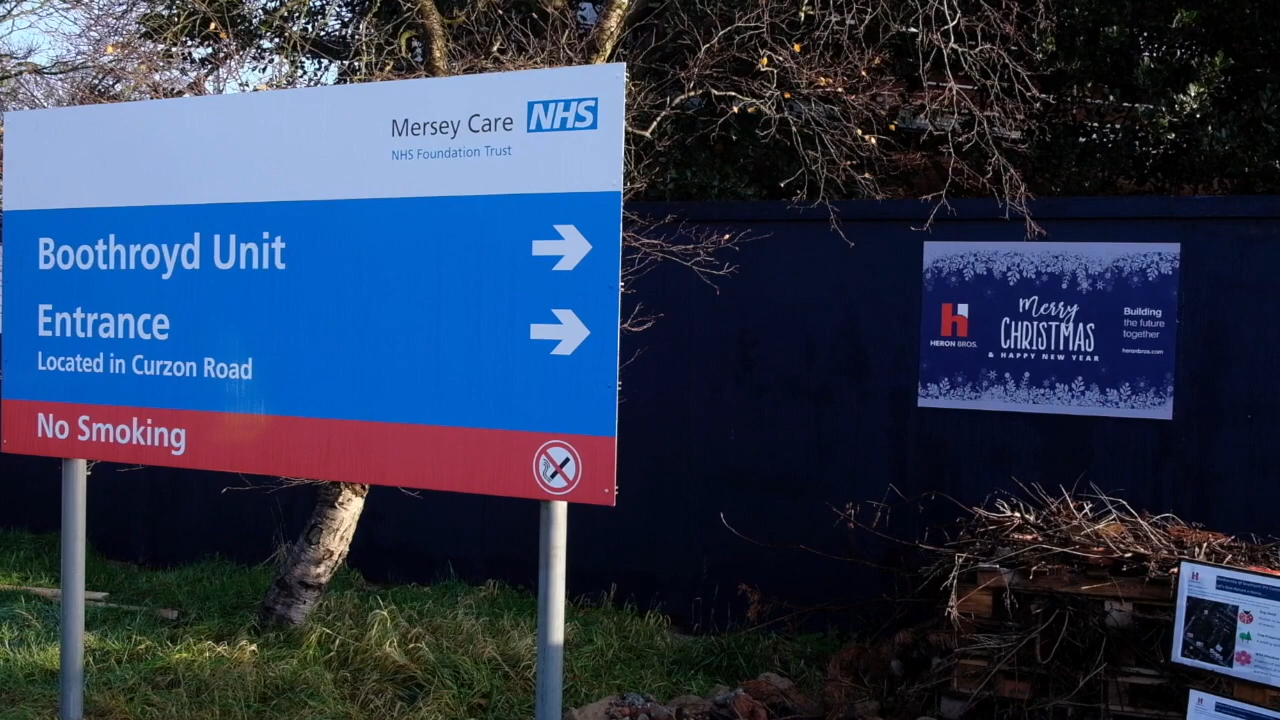 Mersey Care NHS
NHS Foundation Trust
Boothroyd Unit
Entrance
Located in Curzon Road
No Smoking
Merry
CHRISTMAS
& HAPPY NEW YEAR
HERON BROS.
Building
the future
together
heronbros.com